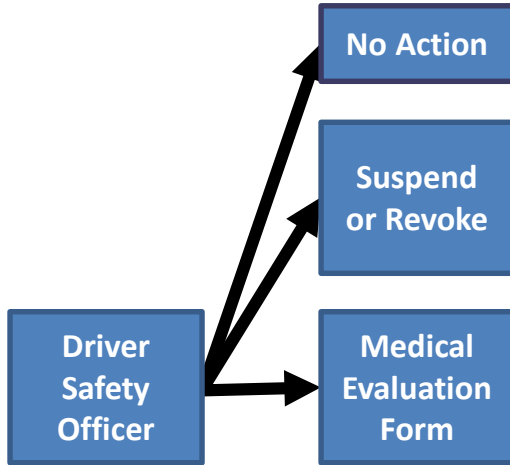 No Action
Suspend
or Revoke
Driver
Safety
Officer
Medical
Evaluation
Form